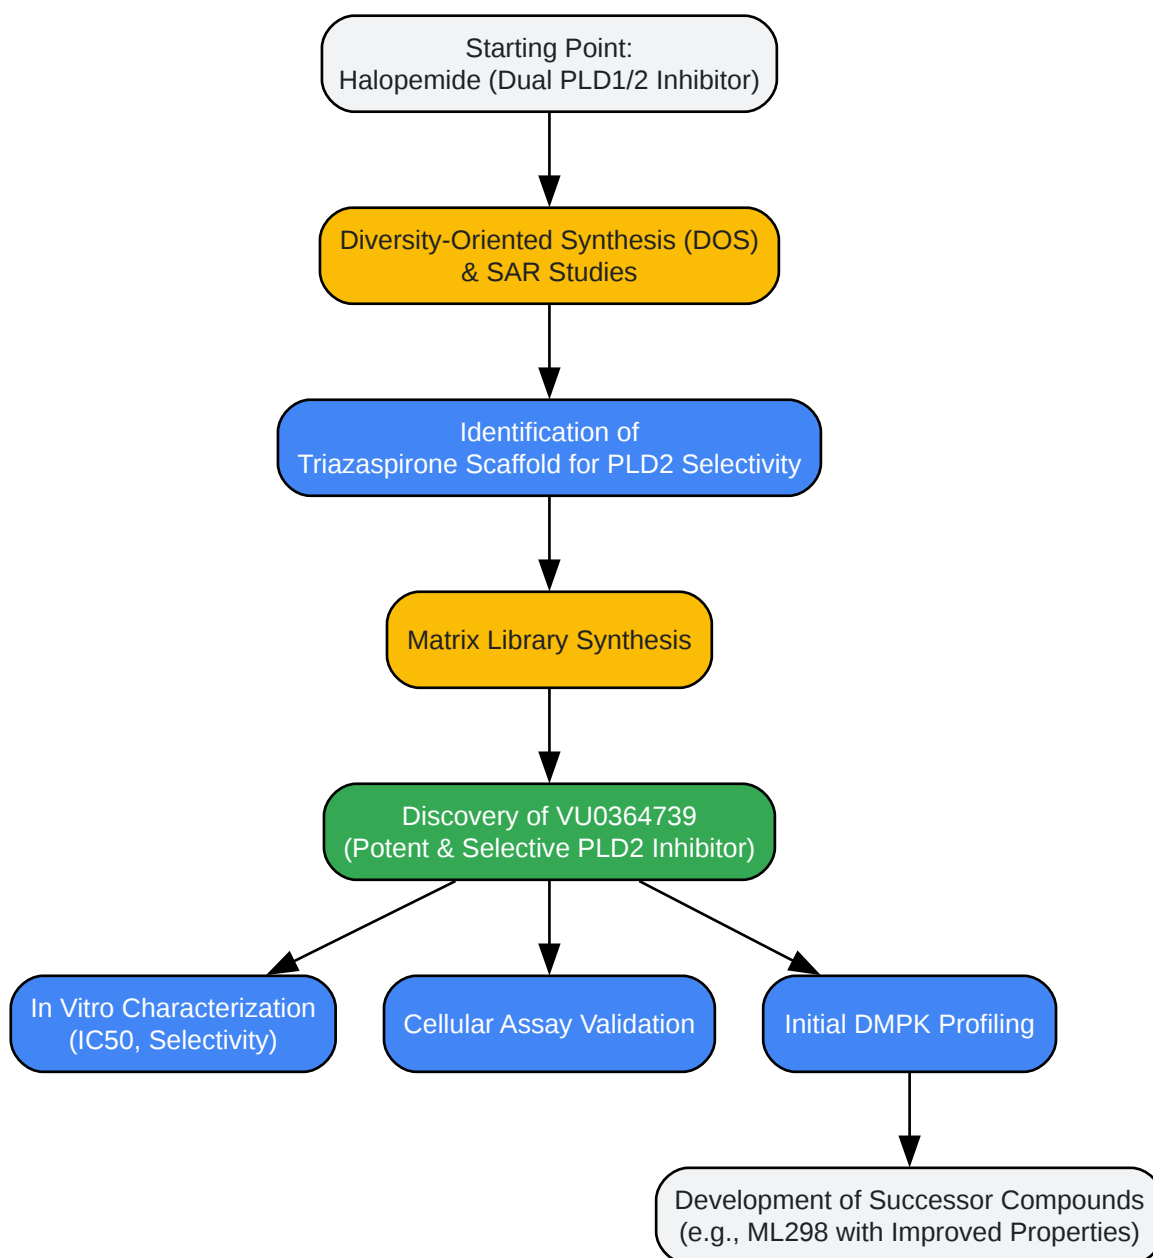 Starting Point:
Halopemide (Dual PLD1/2 Inhibitor)
Diversity-Oriented Synthesis (DOS)
& SAR Studies
Identification of
Triazaspirone Scaffold for PLD2 Selectivity
Matrix Library Synthesis
Discovery of VU0364739
(Potent & Selective PLD2 Inhibitor)
In Vitro Characterization
(IC50, Selectivity)
Cellular Assay Validation
Initial DMPK Profiling
Development of Successor Compounds
(e.g., ML298 with Improved Properties)